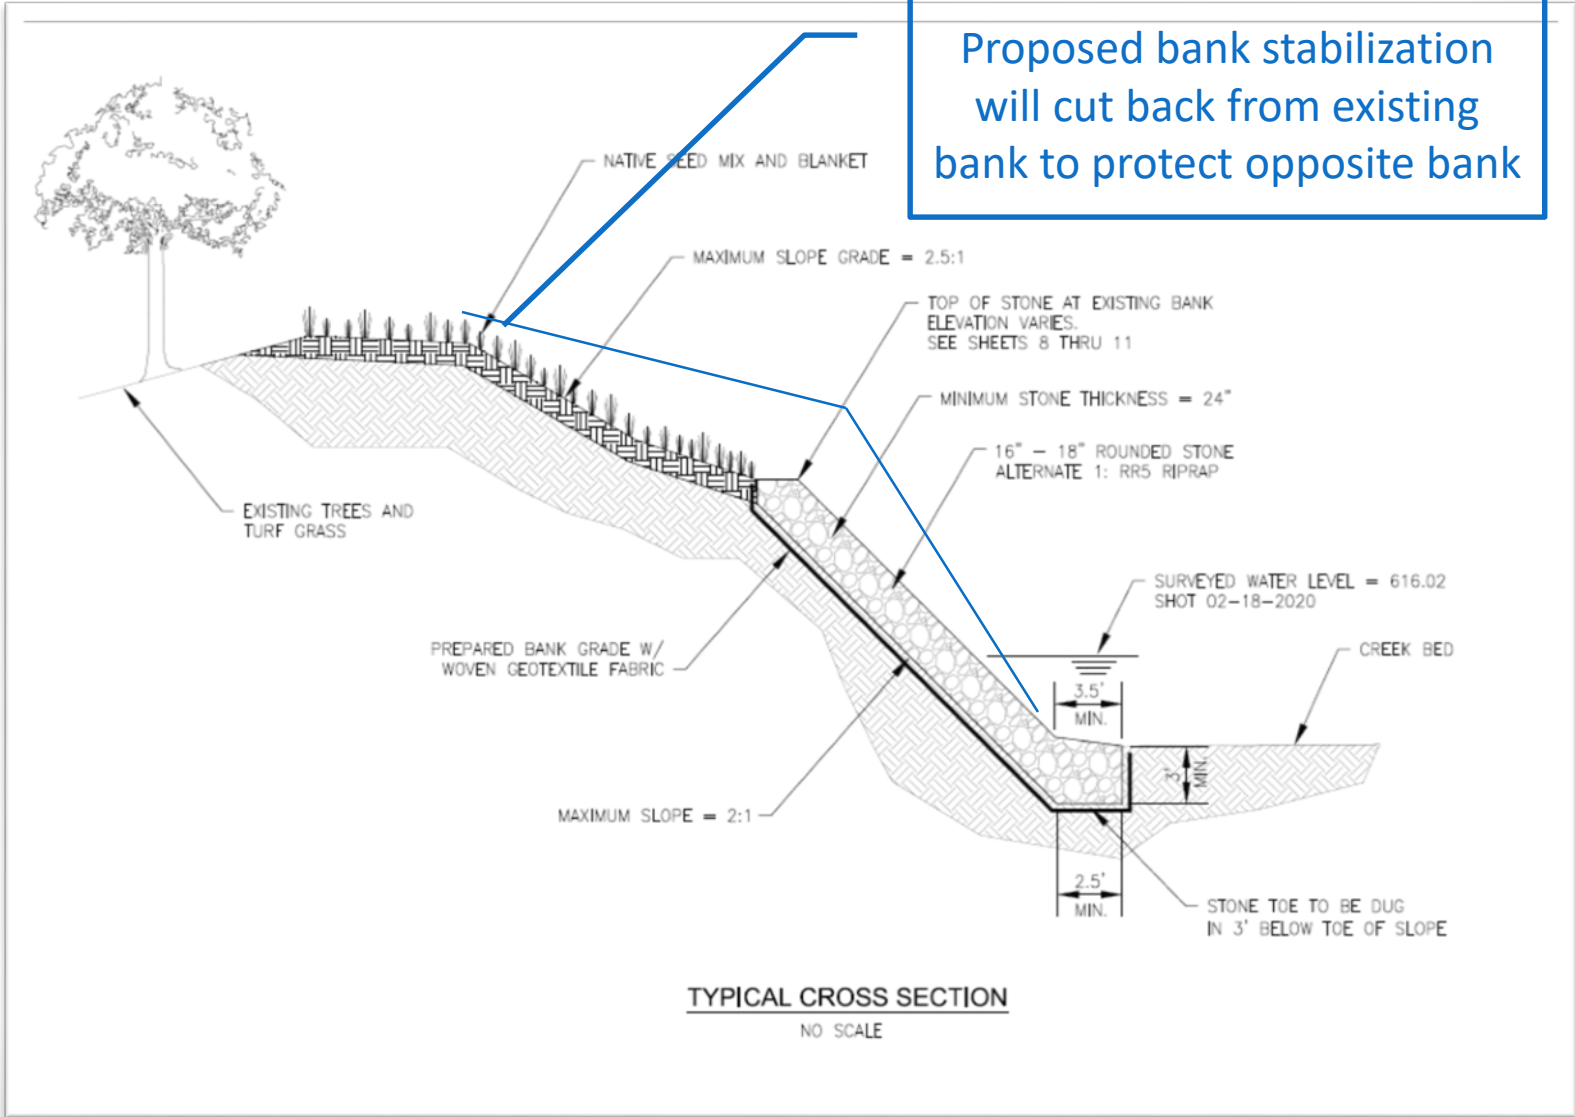 Proposed bank stabilization
will cut back from existing
bank to protect opposite bank
NATIVE SEED MIX AND BLANKET
MAXIMUM SLOPE GRADE = 2.5:1
TOP OF STONE AT EXISTING BANK
ELEVATION VARIES.
SEE SHEETS 8 THRU 11
MINIMUM STONE THICKNESS = 24"
16" – 18" ROUNDED STONE
ALTERNATE 1: RR5 RIPRAP
EXISTING TREES AND
TURF GRASS
SURVEYED WATER LEVEL = 616.02
SHOT 02-18-2020
PREPARED BANK GRADE W/
WOVEN GEOTEXTILE FABRIC
CREEK BED
3.5'
MIN.
3'
MIN.
MAXIMUM SLOPE = 2:1
2.5'
MIN.
STONE TOE TO BE DUG
IN 3' BELOW TOE OF SLOPE
TYPICAL CROSS SECTION
NO SCALE